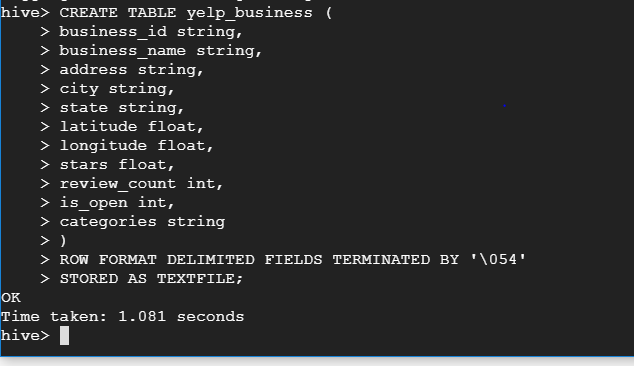 hive> CREATE TABLE yelp_business (
> business_id string,
> business_name string,
> address string,
> city string,
> state string,
> latitude float,
> longitude float,
> stars float,
> review_count int,
> is_open int,
> categories string
> )
> ROW FORMAT DELIMITED FIELDS TERMINATED BY '\054'
> STORED AS TEXTFILE;
OK
Time taken: 1.081 seconds
hive>